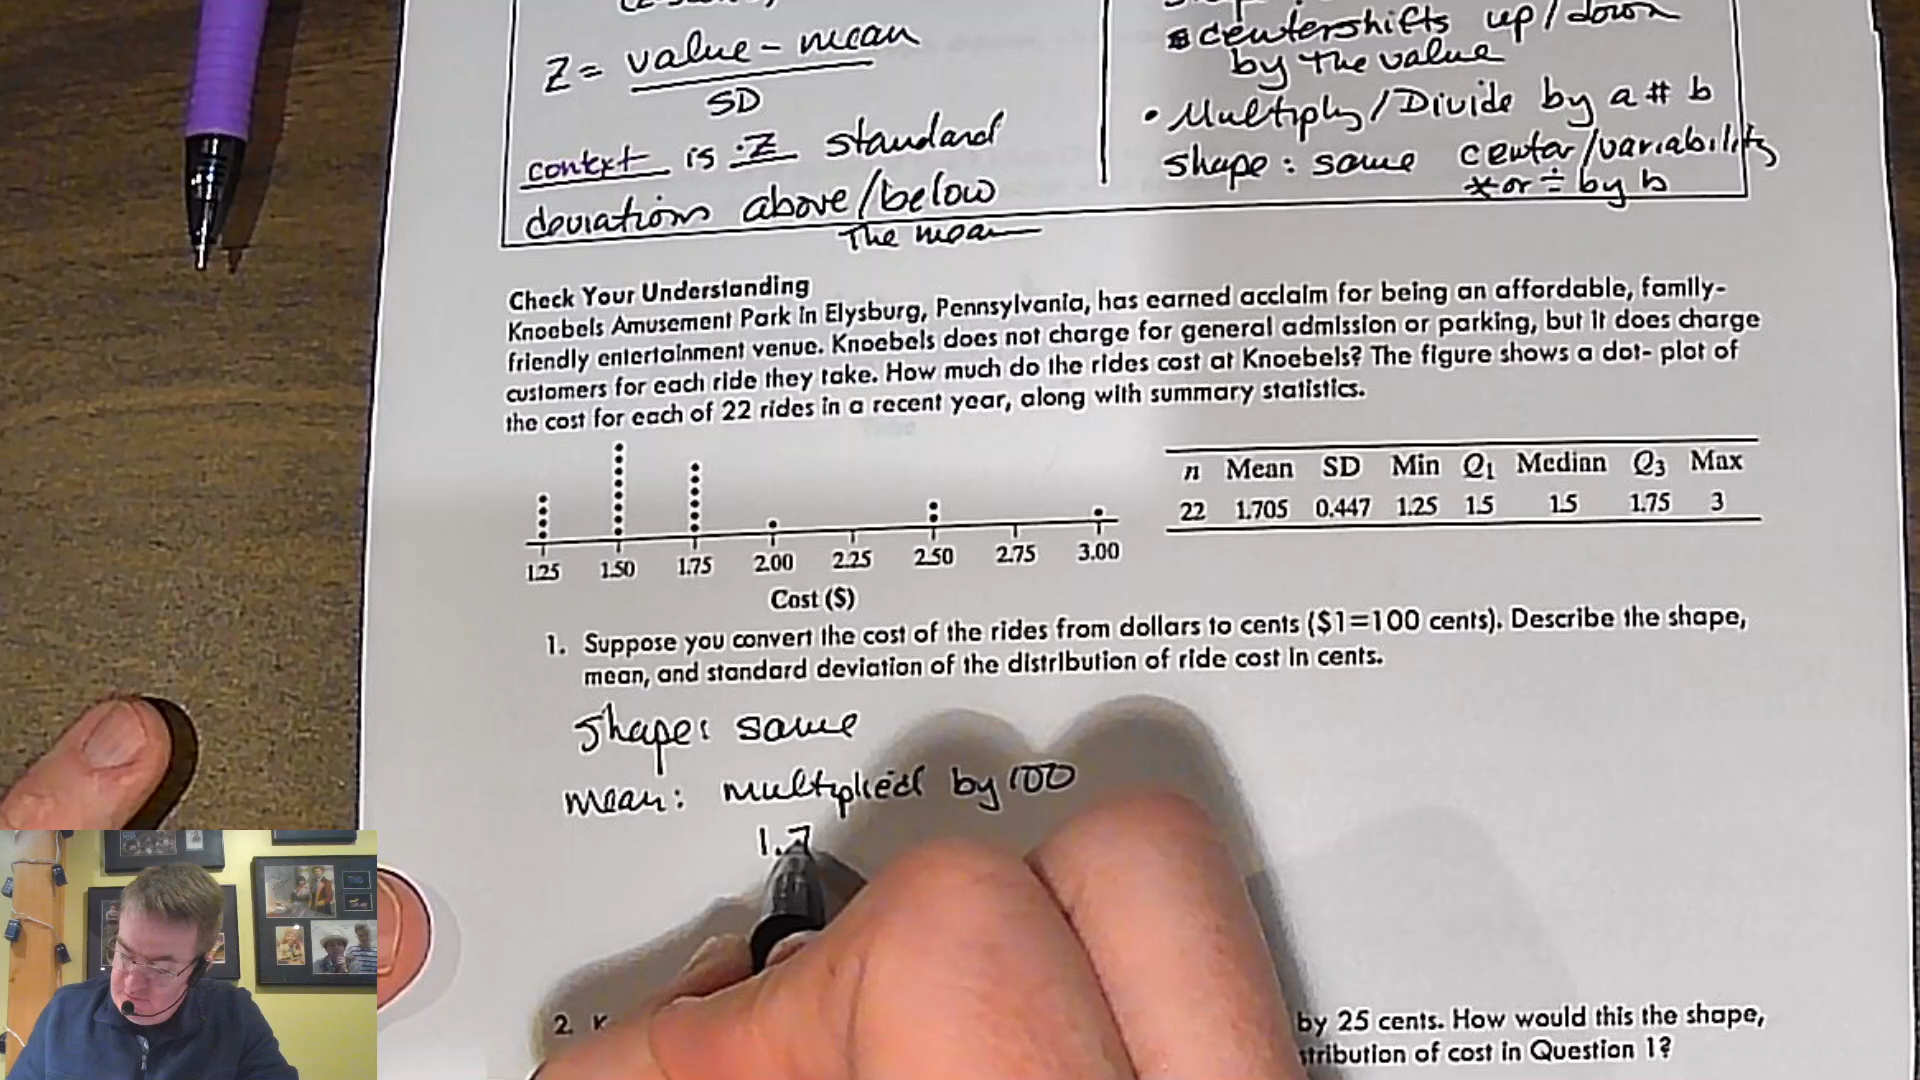 Z = value - mean
SD
context is Z standard
deviations above/below
the mean
centershifts up/down
by the value
• Multiply/Divide by a # b
shape: same center/variability
* or ÷ by b
Check Your Understanding
Knoebels Amusement Park in Elysburg, Pennsylvania, has earned acclaim for being an affordable, family-
friendly entertainment venue. Knoebels does not charge for general admission or parking, but it does charge
customers for each ride they take. How much do the rides cost at Knoebels? The figure shows a dot- plot of
the cost for each of 22 rides in a recent year, along with summary statistics.
n Mean SD Min Q1 Median Q3 Max
22 1.705 0.447 1.25 1.5 1.5 1.75 3
1.25 1.50 1.75 2.00 2.25 2.50 2.75 3.00
Cost ($)
1. Suppose you convert the cost of the rides from dollars to cents ($1=100 cents). Describe the shape,
mean, and standard deviation of the distribution of ride cost in cents.
Shape: same
mean: multiplied by 100
1.7
2. K
by 25 cents. How would this the shape,
stribution of cost in Question 1?